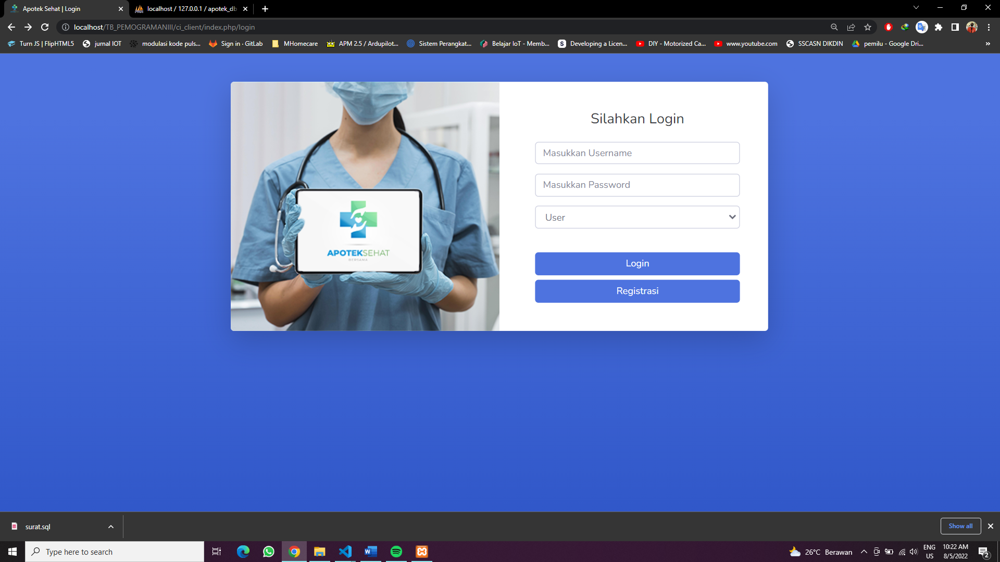 Apotek Sehat | Login
localhost / 127.0.0.1 / apotek_db
localhost/TB_PEMOGRAMANIII/ci_client/index.php/login
Turn JS | FlipHTML5
jurnal IOT
modulasi kode puls...
Sign in · GitLab
MHomecare
APM 2.5 / Ardupilot...
Sistem Perangkat...
Belajar IoT - Memb...
Developing a Licen...
DIY - Motorized Ca...
www.youtube.com
SSCASN DIKDIN
pemilu - Google Dri...
»
APOTEKSEHAT
BERSAMA
Silahkan Login
Masukkan Username
Masukkan Password
User
Login
Registrasi
surat.sql
Show all
Type here to search
26°C Berawan
ENG
US
10:22 AM
8/5/2022
2